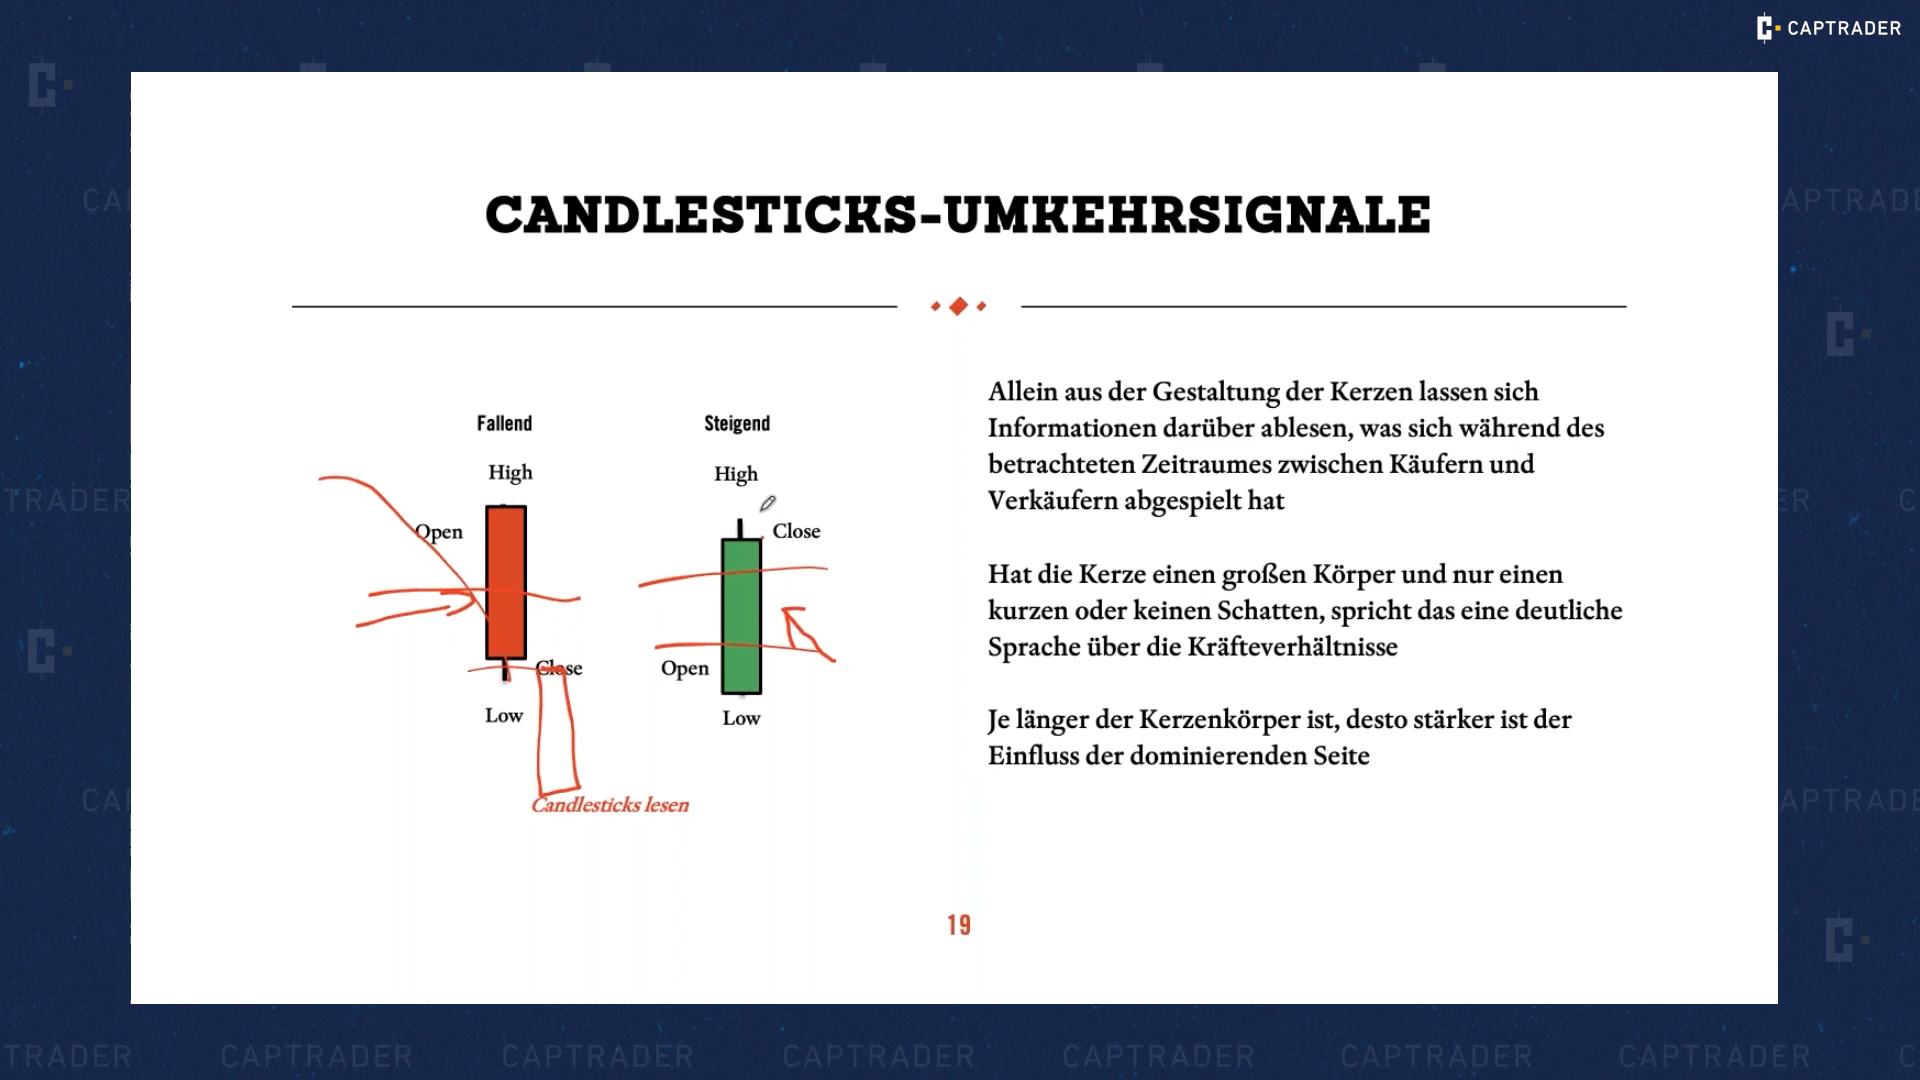 CAPTRADER
CANDLESTICKS-UMKEHRSIGNALE
Fallend
Steigend
High
High
Open
Close
Close
Open
Low
Low
Candlesticks lesen
Allein aus der Gestaltung der Kerzen lassen sich
Informationen darüber ablesen, was sich während des
betrachteten Zeitraumes zwischen Käufern und
Verkäufern abgespielt hat
Hat die Kerze einen großen Körper und nur einen
kurzen oder keinen Schatten, spricht das eine deutliche
Sprache über die Kräfteverhältnisse
Je länger der Kerzenkörper ist, desto stärker ist der
Einfluss der dominierenden Seite
19
TRADER CAPTRADER CAPTRADER CAPTRADER CAPTRADER CAPTRADER CAPTRADER